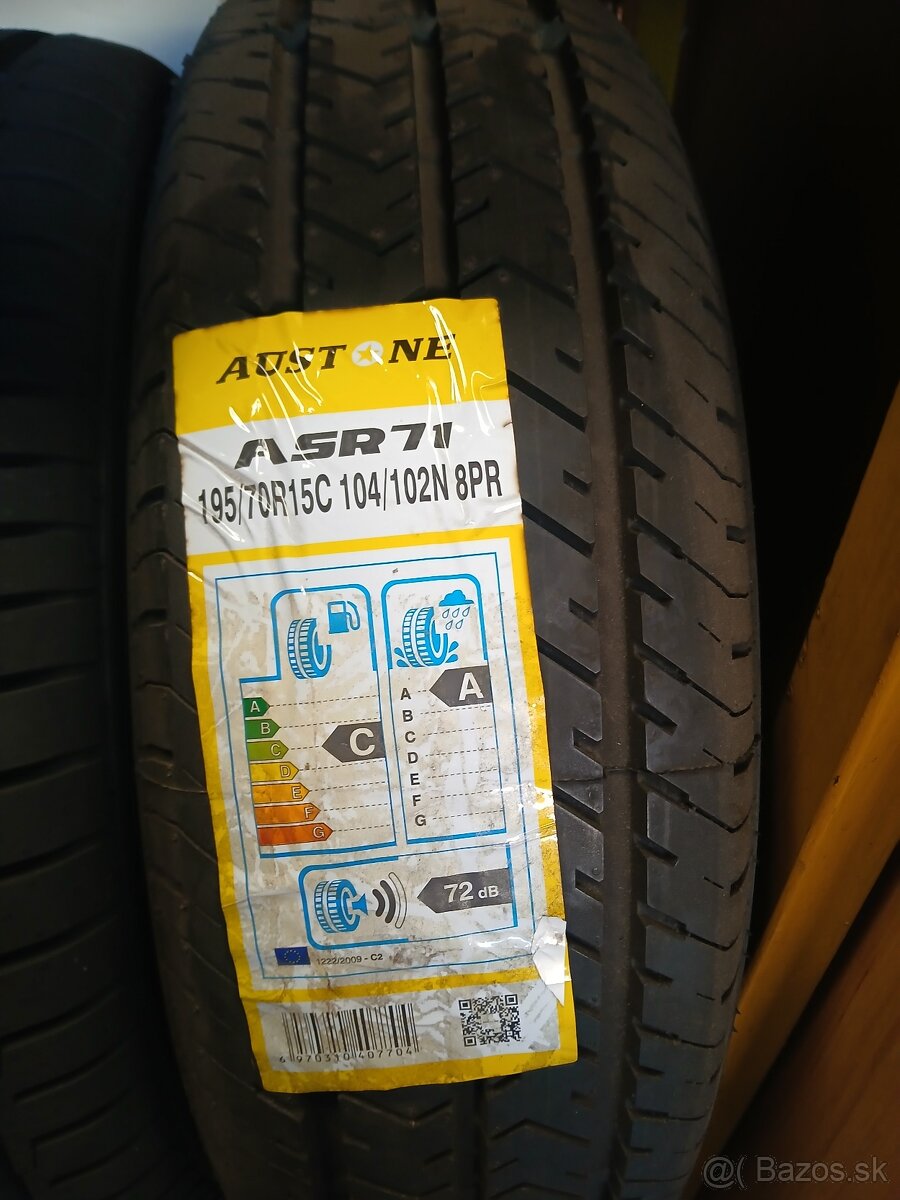 AUSTONE
ASR71
195/70R15C 104/102N 8PR
A
B
C
D
E
F
G
C
A
B
C
D
E
F
G
A
72 dB
1222/2009 - C2
6 970310 407704
@( Bazos.sk